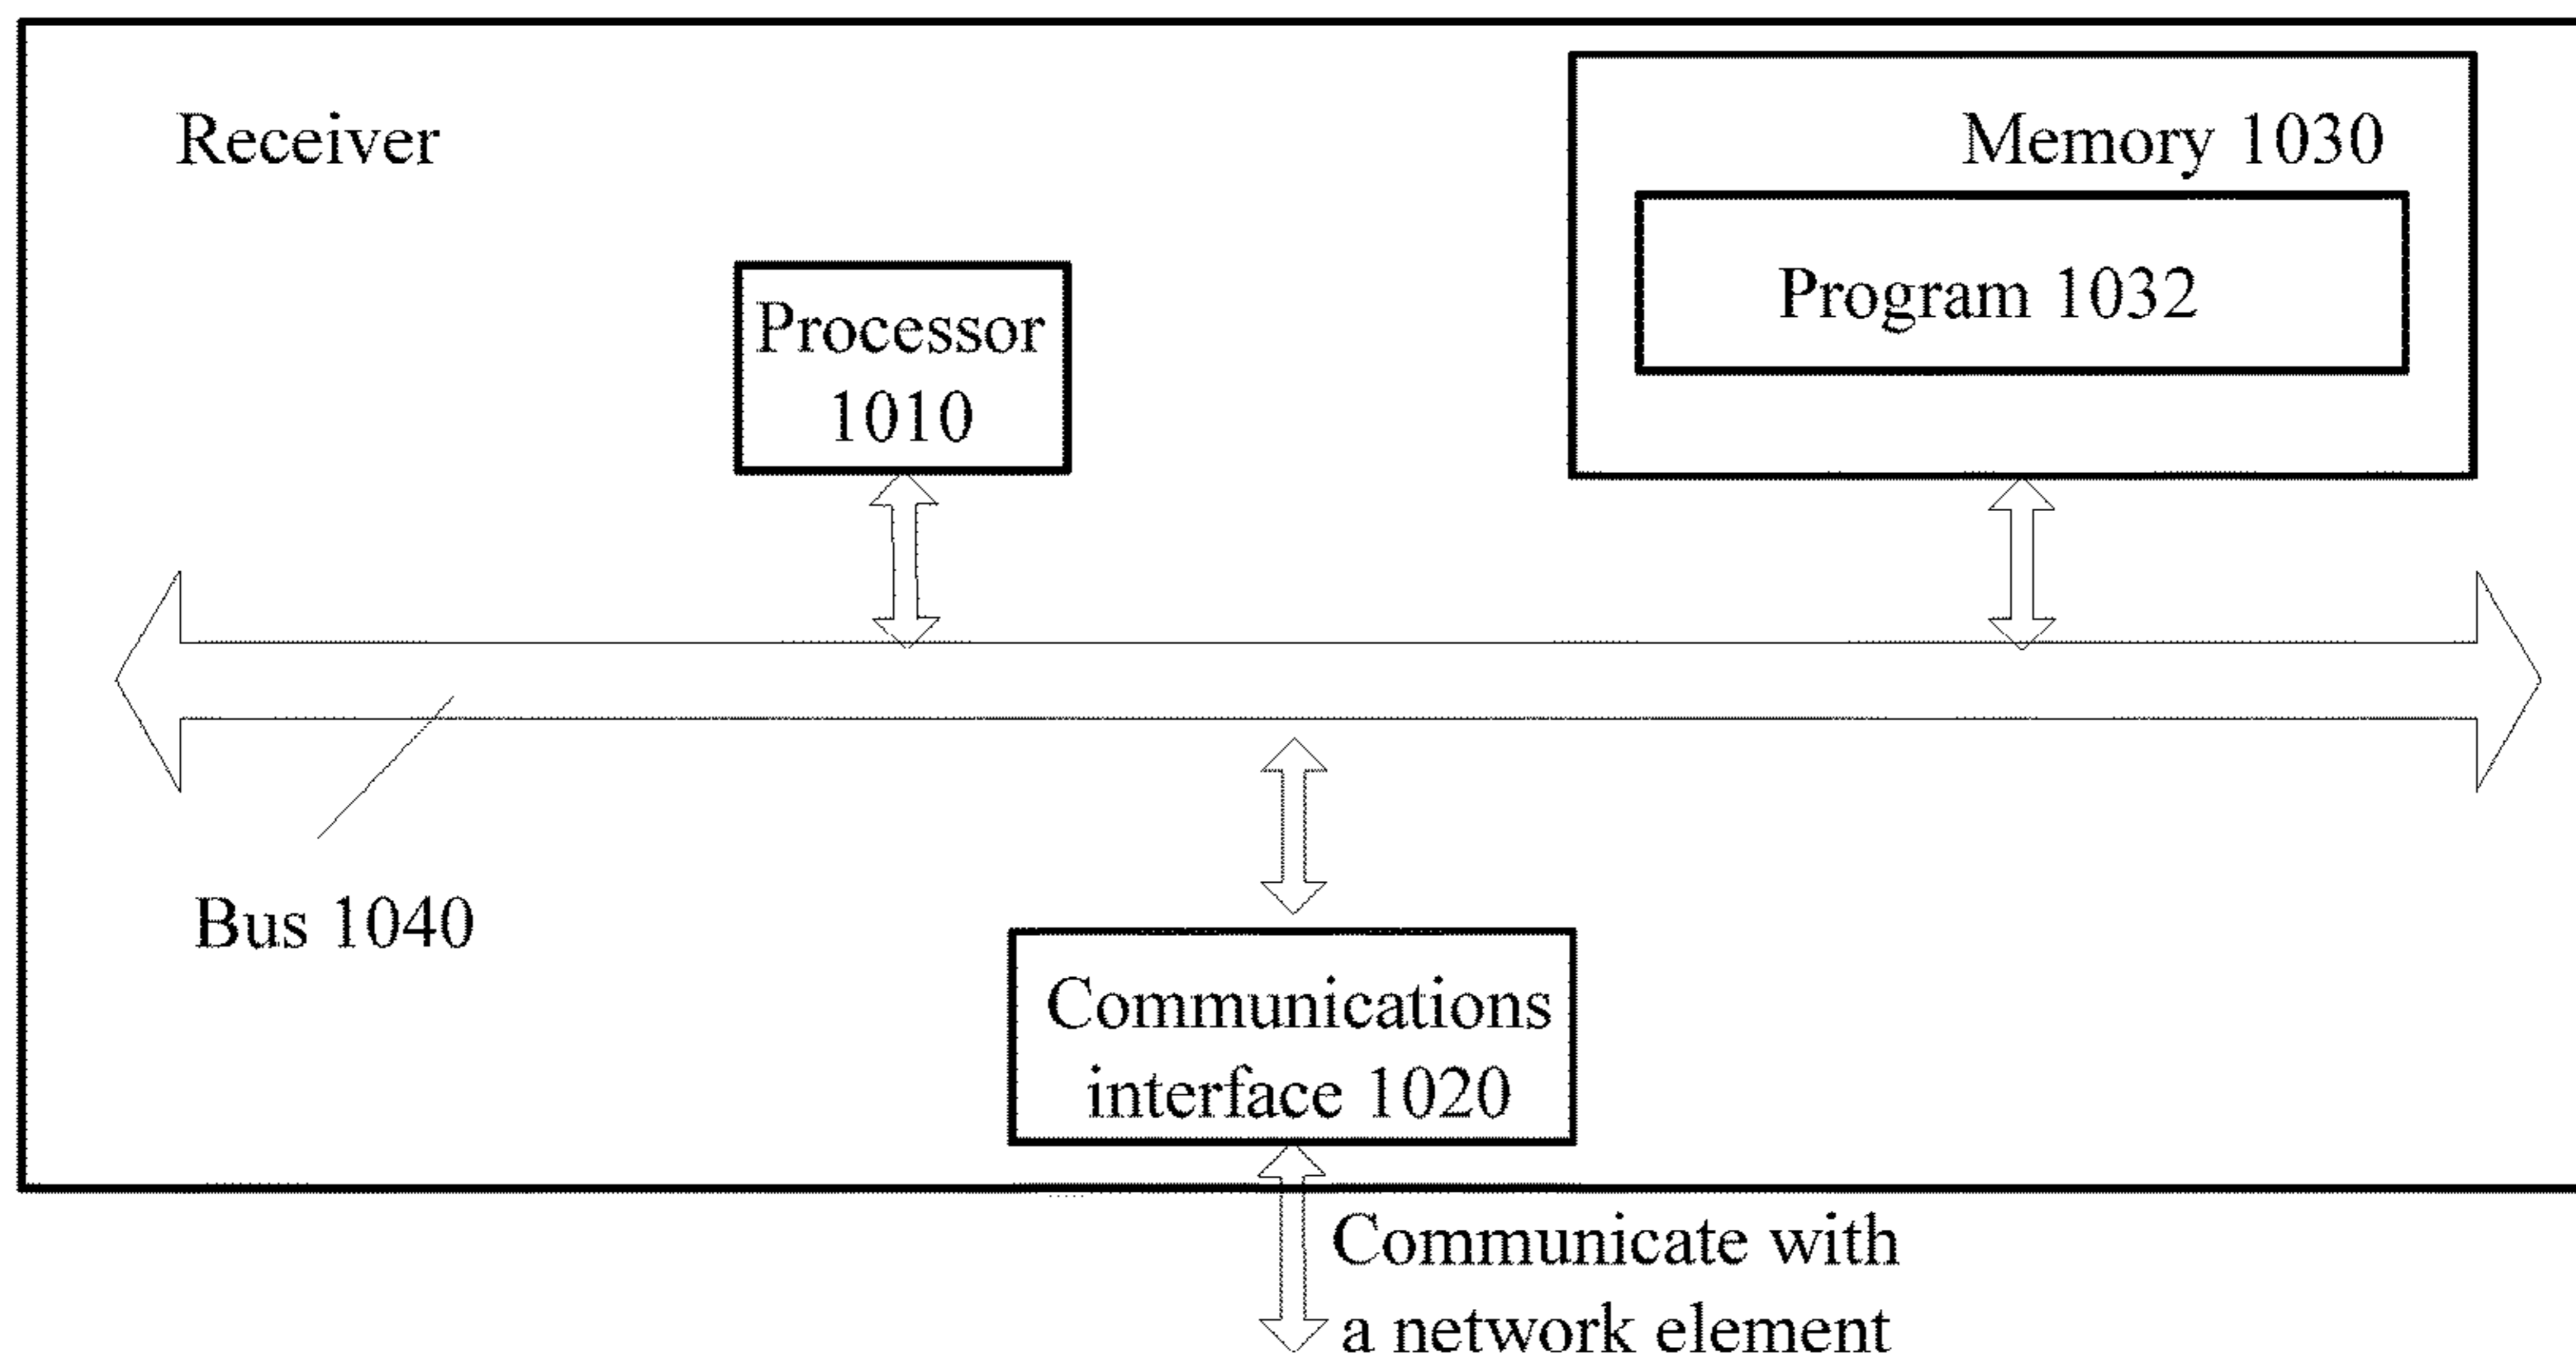 Receiver
Memory 1030
Program 1032
Processor
1010
Bus 1040
Communications
interface 1020
Communicate with
a network element